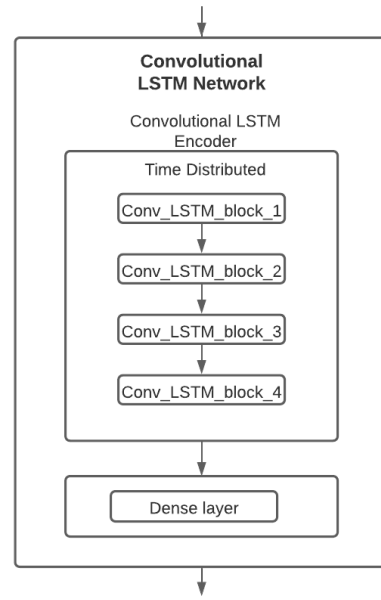 Convolutional
LSTM Network
Convolutional LSTM
Encoder
Time Distributed
Conv_LSTM_block_1
Conv_LSTM_block_2
Conv_LSTM_block_3
Conv_LSTM_block_4
Dense layer